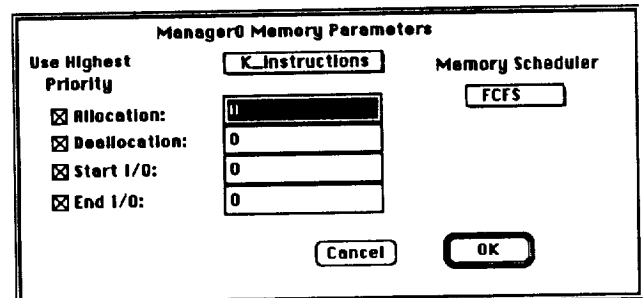 Manager0 Memory Parameters
Use Highest Priority
K_Instructions
Memory Scheduler
FCFS
Allocation: 0
Deallocation: 0
Start I/O: 0
End I/O: 0
Cancel
OK